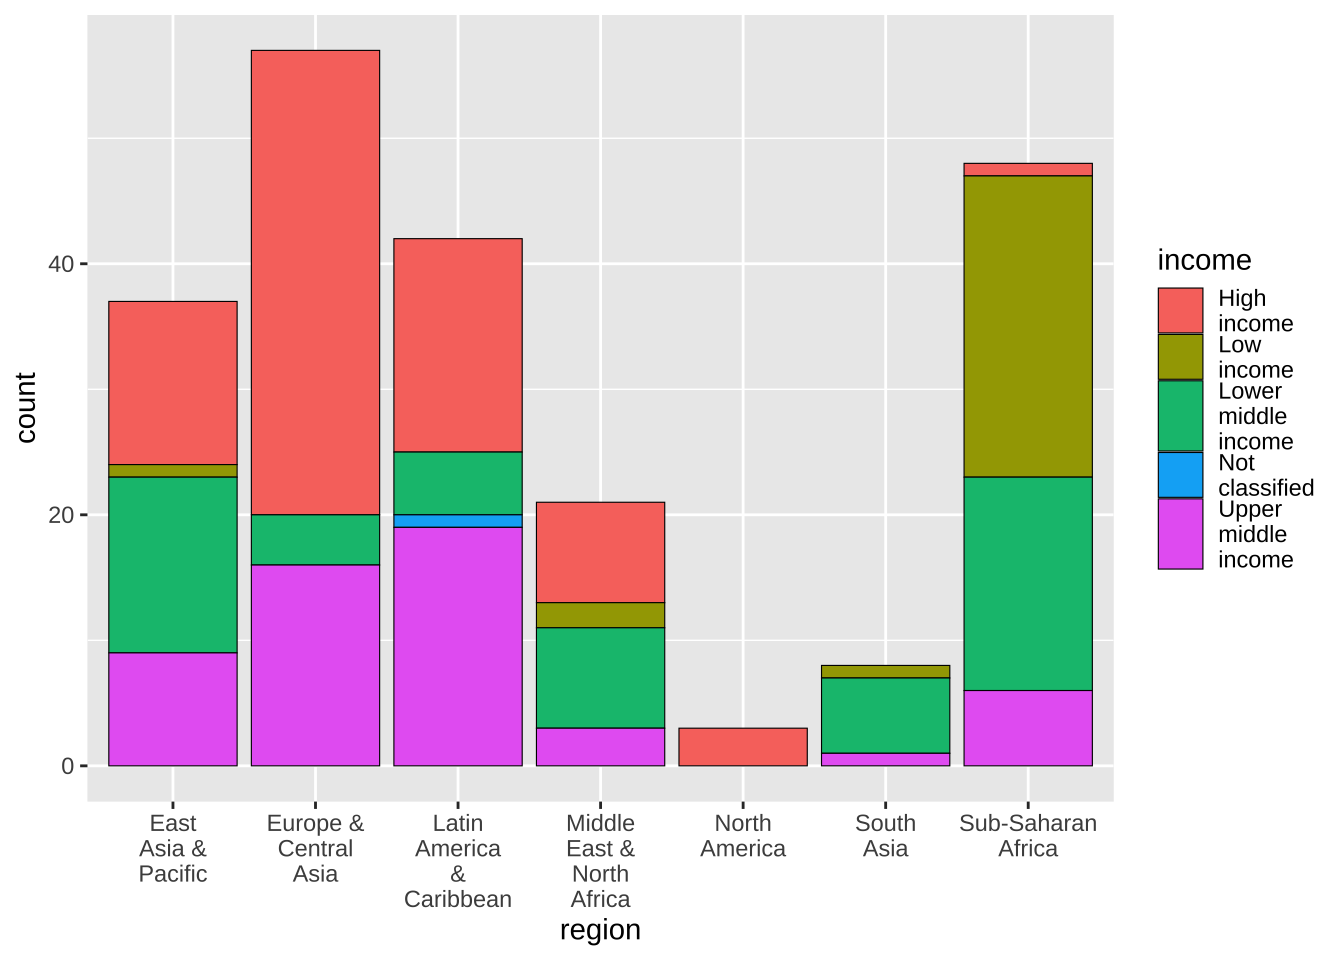 count
40
20
0
East
Asia &
Pacific
Europe &
Central
Asia
Latin
America
&
Caribbean
Middle
East &
North
Africa
North
America
South
Asia
Sub-Saharan
Africa
region
income
High
income
Low
income
Lower
middle
income
Not
classified
Upper
middle
income